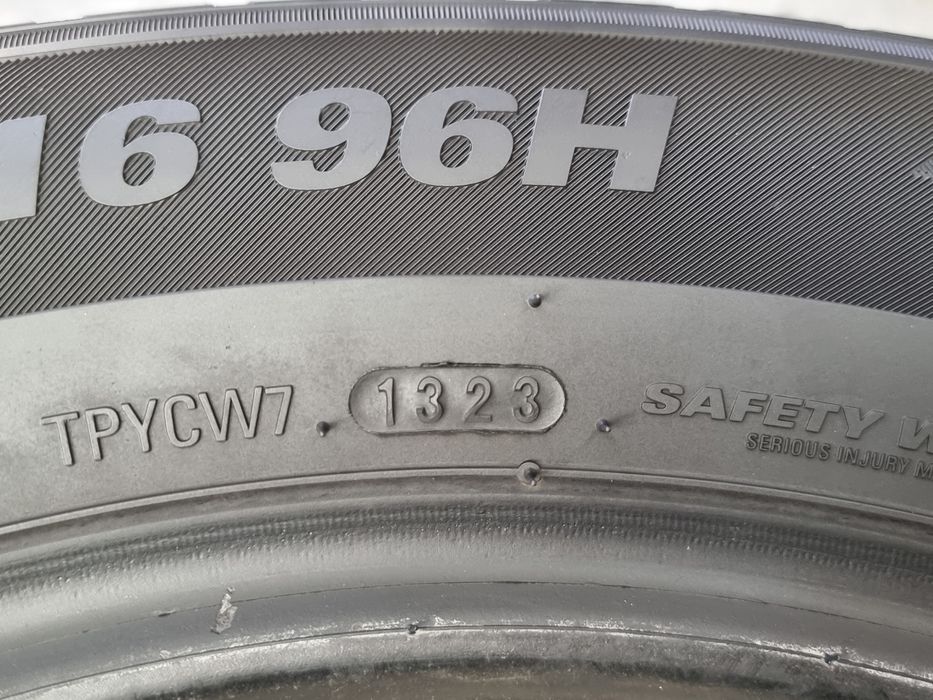 16 96H
TPYCW7 1323 SAFETY
SERIOUS INJURY